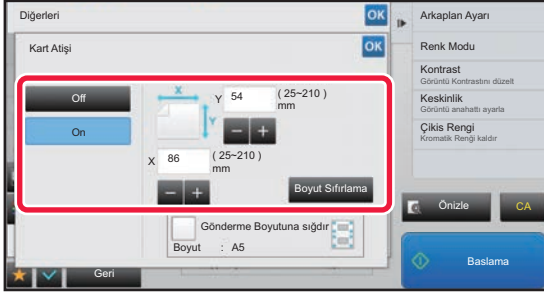 Diğerleri
OK
Kart Atişi
OK
Off
On
X
Y
Y 54 ( 25~210 )
mm
- +
X 86 ( 25~210 )
mm
- +
Boyut Sıfırlama
Gönderme Boyutuna sığdır
Boyut : A5
Geri
Arkaplan Ayarı
Renk Modu
Kontrast
Görüntü Kontrastını düzelt
Keskinlik
Görüntü anahattı ayarla
Çikis Rengi
Kromatik Renği kaldır
Önizle
CA
Baslama